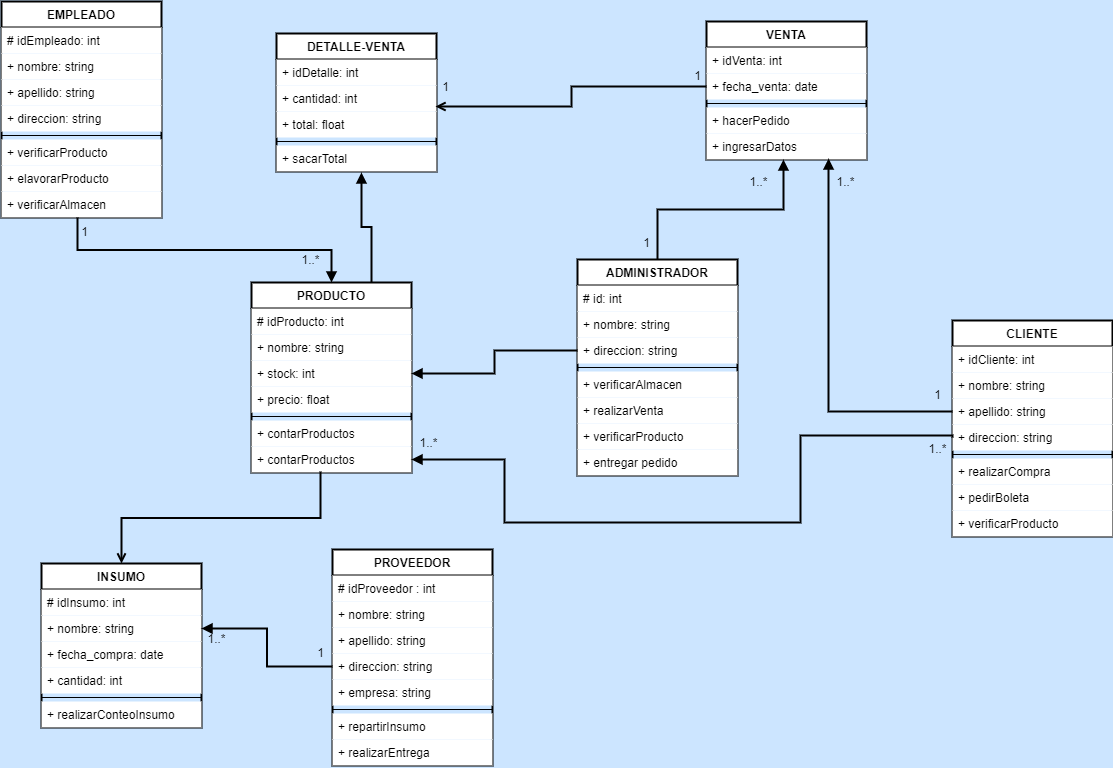 EMPLEADO
# idEmpleado: int
+ nombre: string
+ apellido: string
+ direccion: string
+ verificarProducto
+ elavorarProducto
+ verificarAlmacen
1
1..*
DETALLE-VENTA
+ idDetalle: int
+ cantidad: int
+ total: float
+ sacarTotal
1
1
VENTA
+ idVenta: int
+ fecha_venta: date
+ hacerPedido
+ ingresarDatos
1..*
1..*
1
PRODUCTO
# idProducto: int
+ nombre: string
+ stock: int
+ precio: float
+ contarProductos
+ contarProductos
1..*
ADMINISTRADOR
# id: int
+ nombre: string
+ direccion: string
+ verificarAlmacen
+ realizarVenta
+ verificarProducto
+ entregar pedido
1
1..*
CLIENTE
+ idCliente: int
+ nombre: string
+ apellido: string
+ direccion: string
+ realizarCompra
+ pedirBoleta
+ verificarProducto
INSUMO
# idInsumo: int
+ nombre: string
+ fecha_compra: date
+ cantidad: int
+ realizarConteoInsumo
1..*
1
PROVEEDOR
# idProveedor : int
+ nombre: string
+ apellido: string
+ direccion: string
+ empresa: string
+ repartirInsumo
+ realizarEntrega